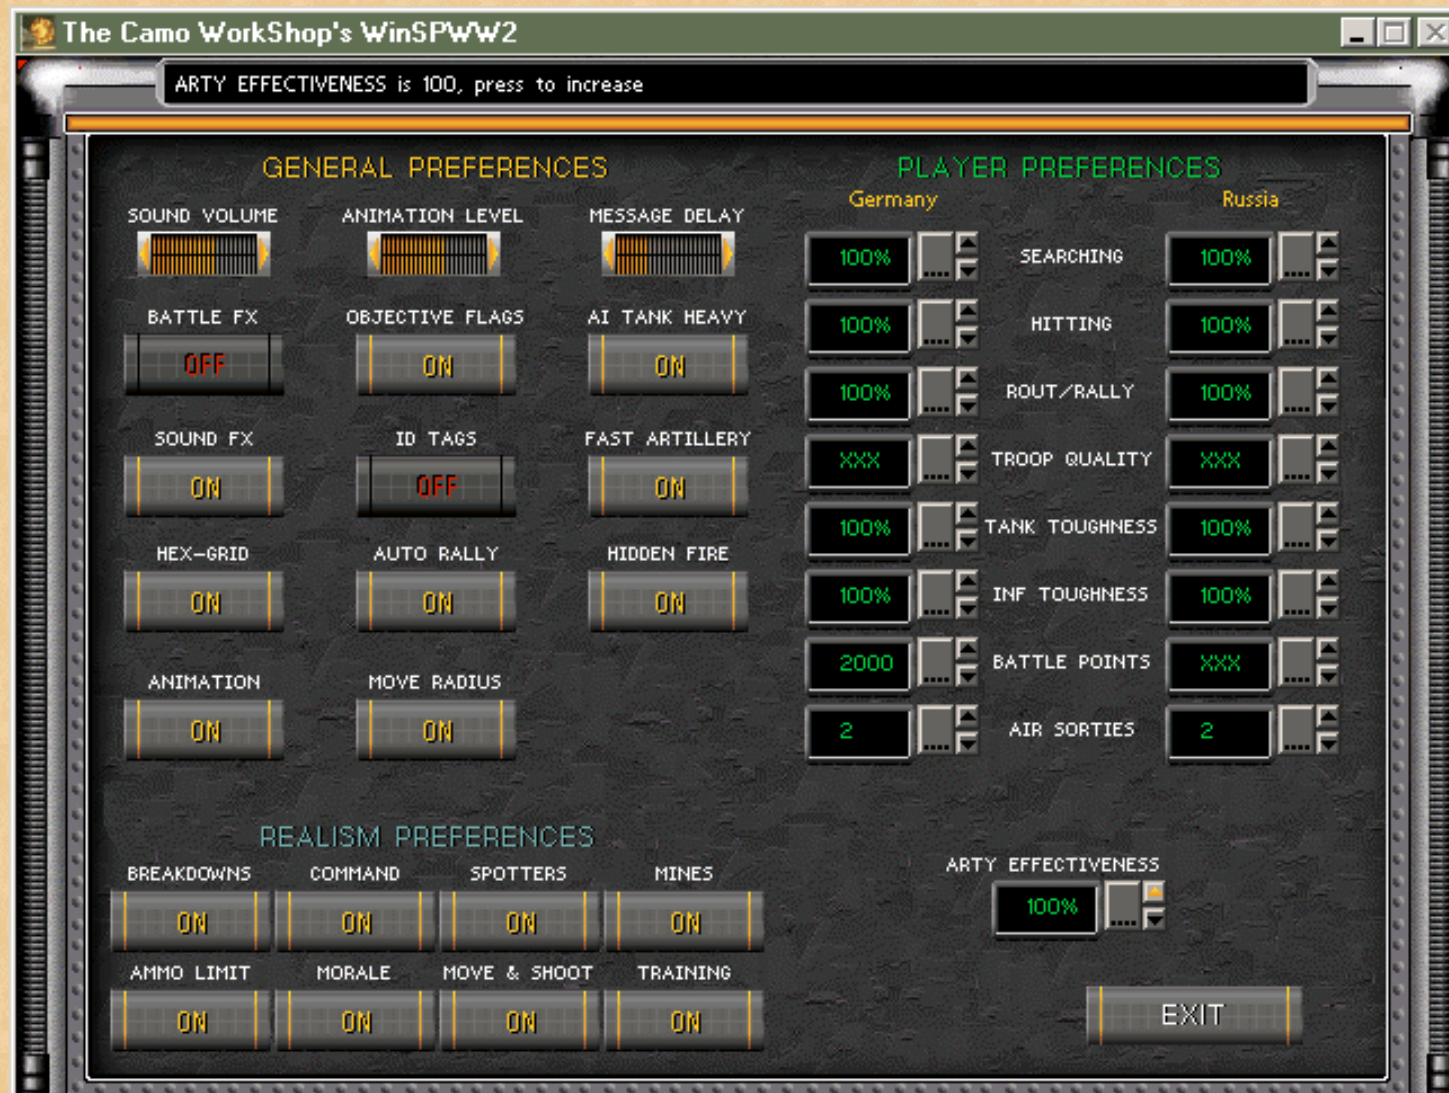 The Camo WorkShop's WinSPWW2
ARTY EFFECTIVENESS is 100, press to increase
GENERAL PREFERENCES
SOUND VOLUME ANIMATION LEVEL MESSAGE DELAY
BATTLE FX OBJECTIVE FLAGS AI TANK HEAVY
OFF ON ON
SOUND FX ID TAGS FAST ARTILLERY
ON OFF ON
HEX-GRID AUTO RALLY HIDDEN FIRE
ON ON ON
ANIMATION MOVE RADIUS
ON ON
PLAYER PREFERENCES
Germany Russia
100% SEARCHING 100%
100% HITTING 100%
100% ROUT/RALLY 100%
XXX TROOP QUALITY XXX
100% TANK TOUGHNESS 100%
100% INF TOUGHNESS 100%
2000 BATTLE POINTS XXX
2 AIR SORTIES 2
REALISM PREFERENCES
BREAKDOWNS COMMAND SPOTTERS MINES
ON ON ON ON
AMMO LIMIT MORALE MOVE & SHOOT TRAINING
ON ON ON ON
ARTY EFFECTIVENESS
100%
EXIT